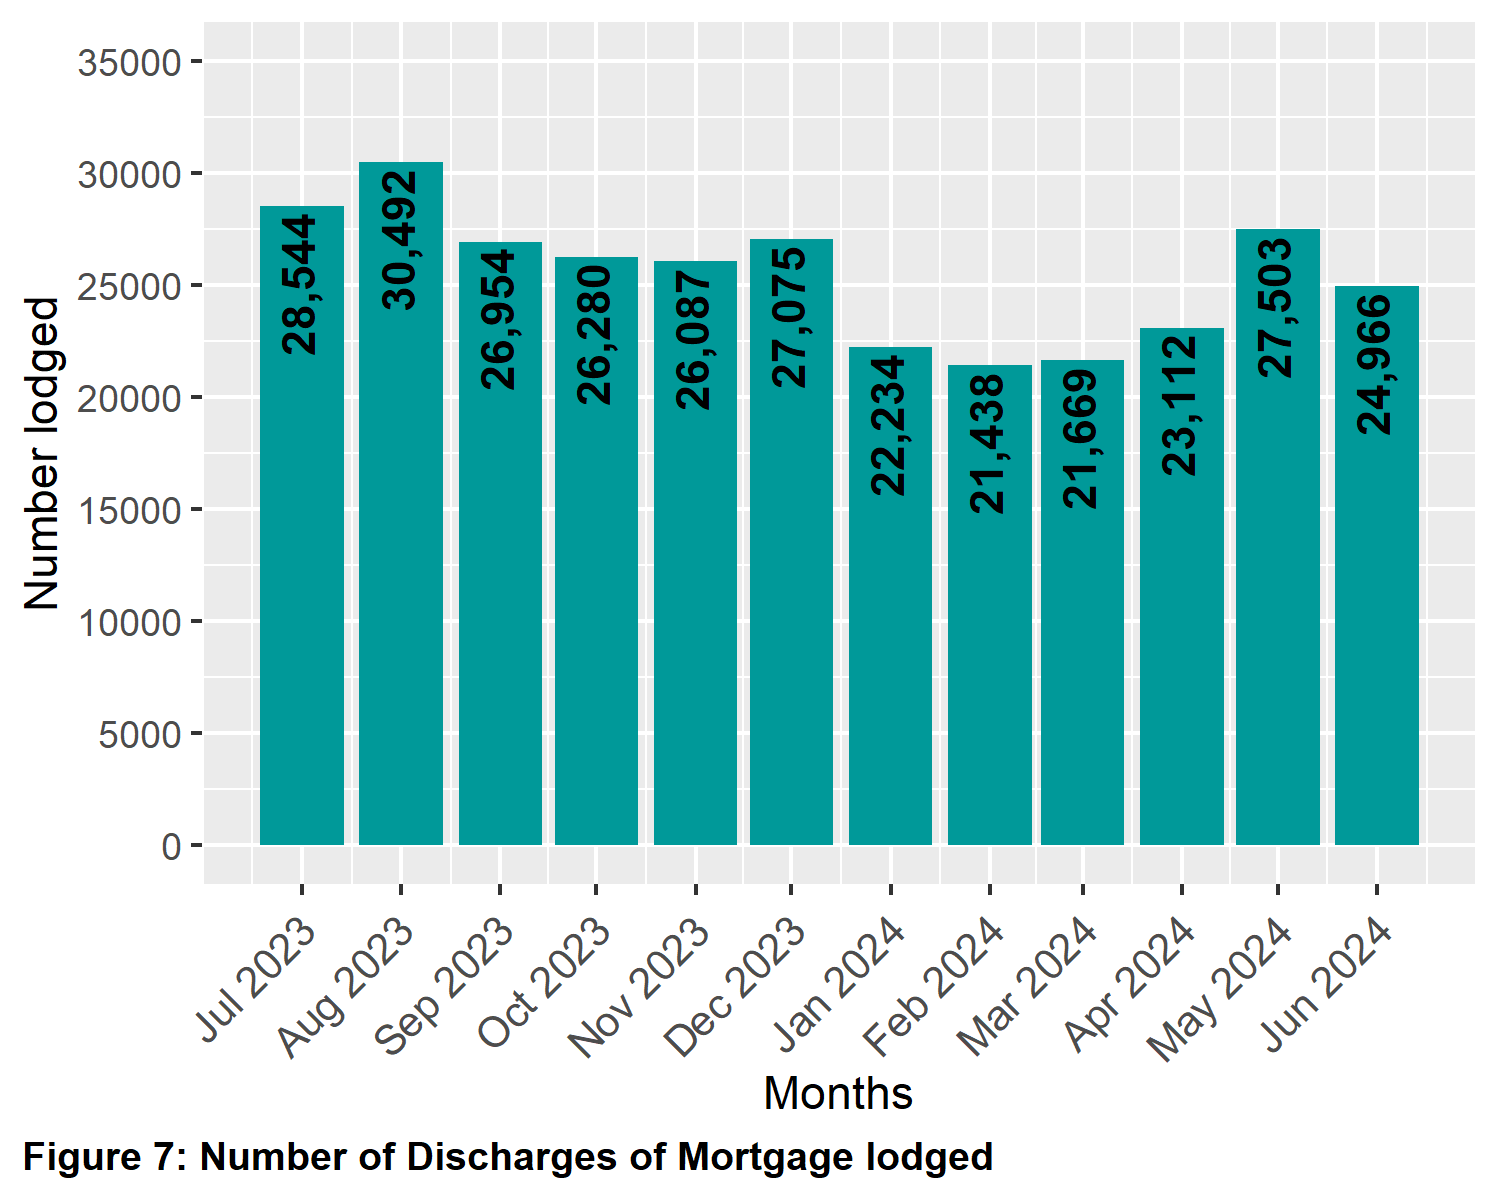 Number lodged
35000
30000
25000
20000
15000
10000
5000
0
28,544
30,492
26,954
26,280
26,087
27,075
22,234
21,438
21,669
23,112
27,503
24,966
Jul 2023
Aug 2023
Sep 2023
Oct 2023
Nov 2023
Dec 2023
Jan 2024
Feb 2024
Mar 2024
Apr 2024
May 2024
Jun 2024
Months
Figure 7: Number of Discharges of Mortgage lodged